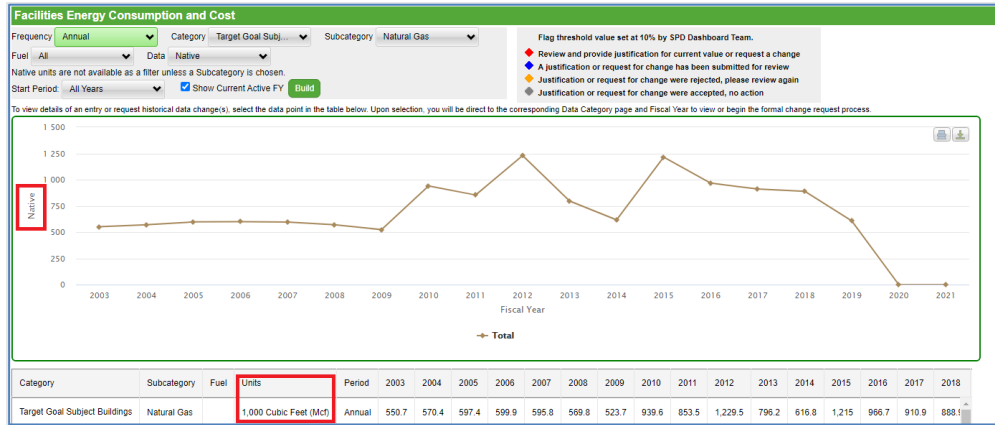 Facilities Energy Consumption and Cost
Frequency Annual Category Target Goal Subj... Subcategory Natural Gas
Fuel All Data Native
Native units are not available as a filter unless a Subcategory is chosen.
Start Period: All Years Show Current Active FY Build
Flag threshold value set at 10% by SPD Dashboard Team.
Review and provide justification for current value or request a change
A justification or request for change has been submitted for review
Justification or request for change were rejected, please review again
Justification or request for change were accepted, no action
To view details of an entry or request historical data change(s), select the data point in the table below. Upon selection, you will be direct to the corresponding Data Category page and Fiscal Year to view or begin the formal change request process.
1 500
1 250
1 000
750
500
250
0
Native
2003 2004 2005 2006 2007 2008 2009 2010 2011 2012 2013 2014 2015 2016 2017 2018 2019 2020 2021
Fiscal Year
Total
Category Subcategory Fuel Units Period 2003 2004 2005 2006 2007 2008 2009 2010 2011 2012 2013 2014 2015 2016 2017 2018
Target Goal Subject Buildings Natural Gas 1,000 Cubic Feet (Mcf) Annual 550.7 570.4 597.4 599.9 595.8 569.8 523.7 939.6 853.5 1,229.5 796.2 616.8 1,215 966.7 910.9